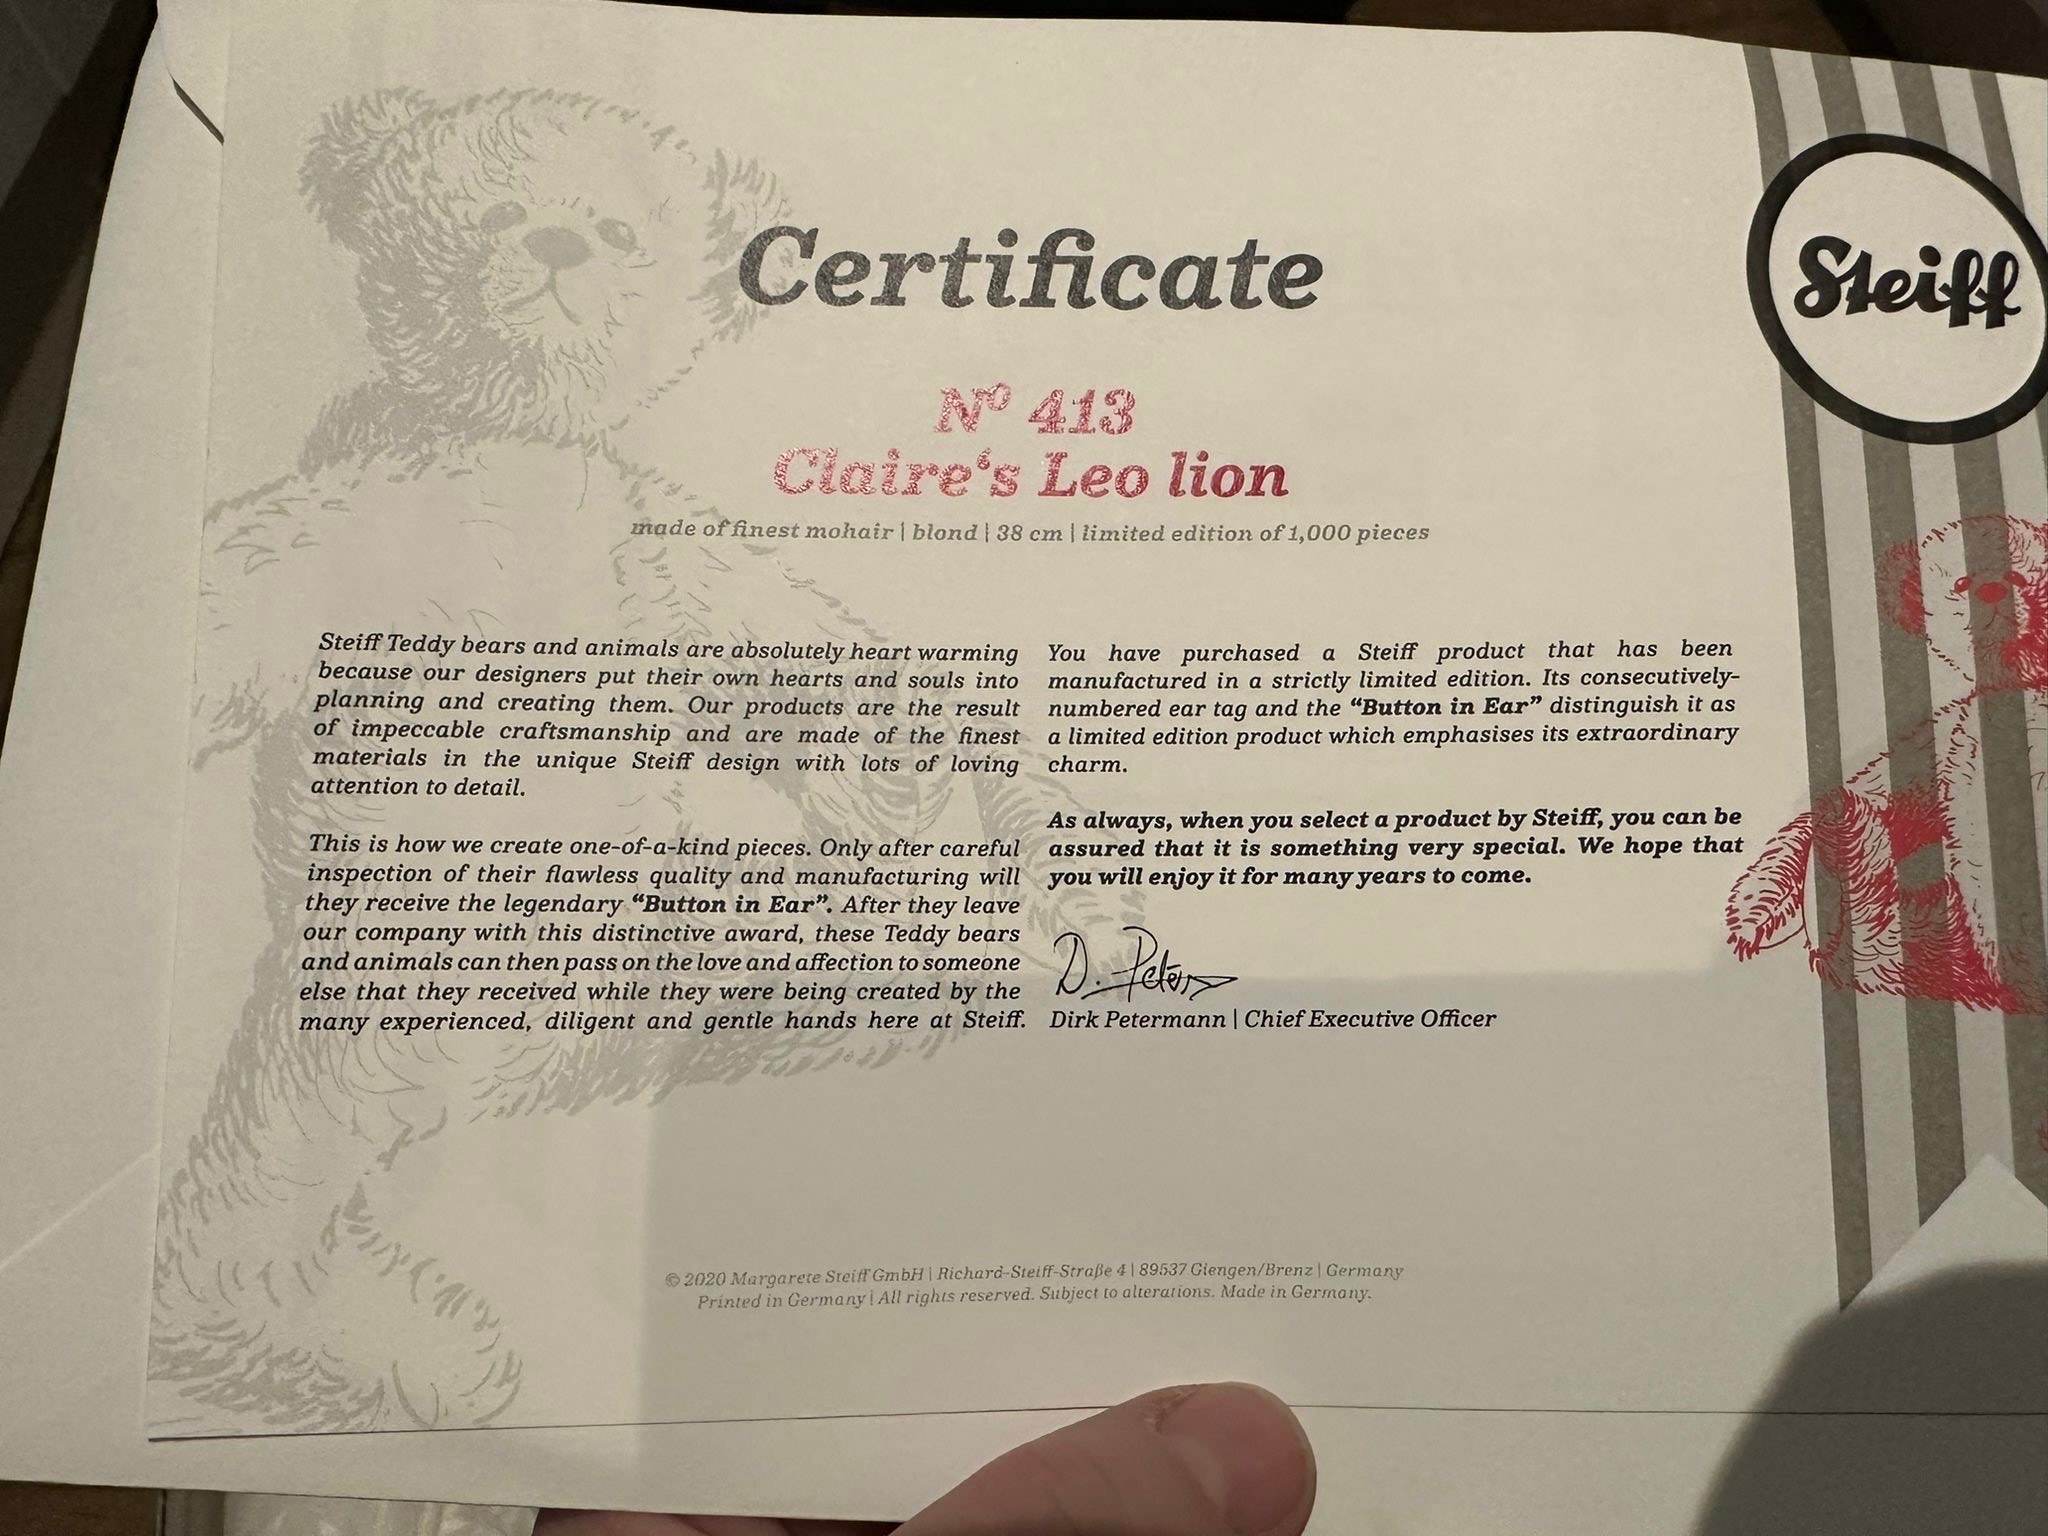 Certificate
Steiff
Nº 413
Claire‘s Leo lion
made of finest mohair | blond | 38 cm | limited edition of 1,000 pieces
Steiff Teddy bears and animals are absolutely heart warming
because our designers put their own hearts and souls into
planning and creating them. Our products are the result
of impeccable craftsmanship and are made of the finest
materials in the unique Steiff design with lots of loving
attention to detail.
This is how we create one-of-a-kind pieces. Only after careful
inspection of their flawless quality and manufacturing will
they receive the legendary “Button in Ear”. After they leave
our company with this distinctive award, these Teddy bears
and animals can then pass on the love and affection to someone
else that they received while they were being created by the
many experienced, diligent and gentle hands here at Steiff.
You have purchased a Steiff product that has been
manufactured in a strictly limited edition. Its consecutively-
numbered ear tag and the “Button in Ear” distinguish it as
a limited edition product which emphasises its extraordinary
charm.
As always, when you select a product by Steiff, you can be
assured that it is something very special. We hope that
you will enjoy it for many years to come.
D. Peter
Dirk Petermann | Chief Executive Officer
© 2020 Margarete Steiff GmbH | Richard-Steiff-Straße 4 | 89537 Giengen/Brenz | Germany
Printed in Germany | All rights reserved. Subject to alterations. Made in Germany.